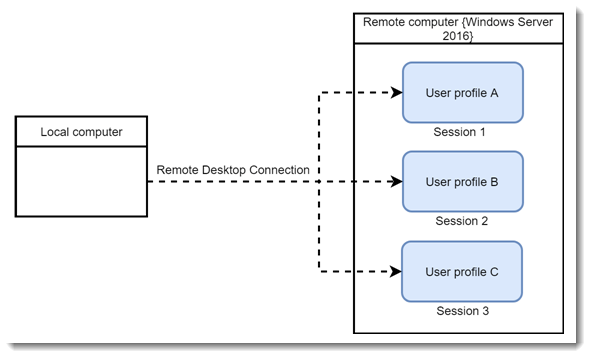 Remote computer {Windows Server
2016}
User profile A
Session 1
Local computer
Remote Desktop Connection
User profile B
Session 2
User profile C
Session 3